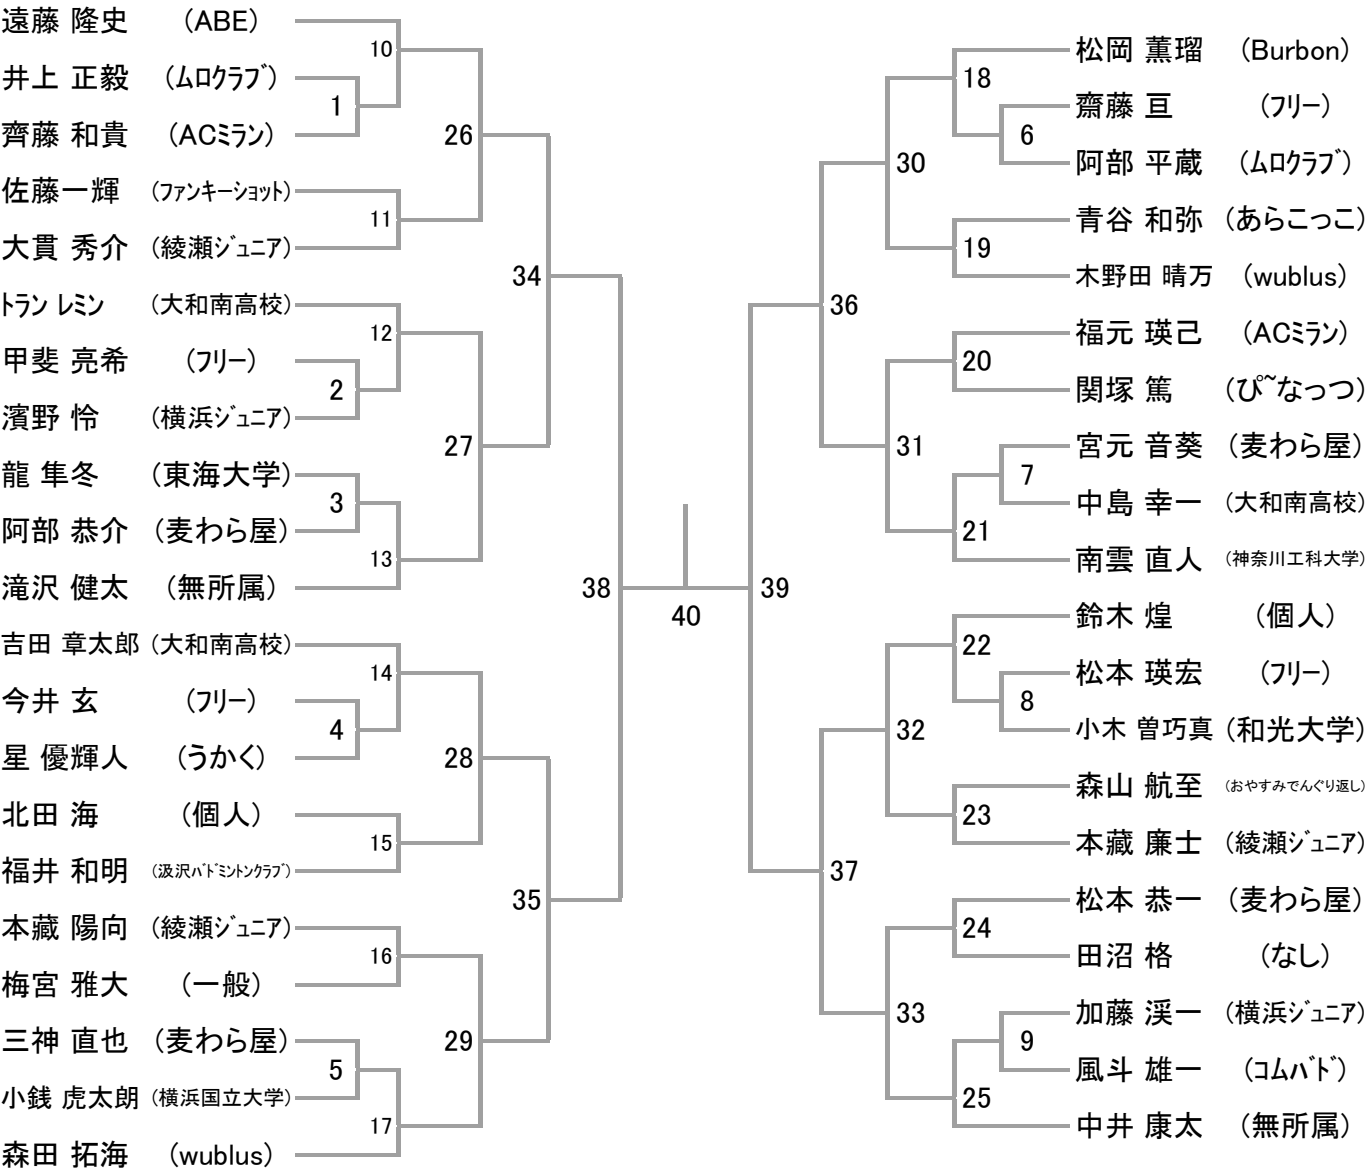 遠藤 隆史 (ABE)
井上 正毅 (ムロクラブ)
齊藤 和貴 (ACミラン)
佐藤一輝 (ファンキーショット)
大貫 秀介 (綾瀬ジュニア)
トラン レミン (大和南高校)
甲斐 亮希 (フリー)
濱野 怜 (横浜ジュニア)
龍 隼冬 (東海大学)
阿部 恭介 (麦わら屋)
滝沢 健太 (無所属)
吉田 章太郎 (大和南高校)
今井 玄 (フリー)
星 優輝人 (うかく)
北田 海 (個人)
福井 和明 (汲沢バドミントンクラブ)
本藏 陽向 (綾瀬ジュニア)
梅宮 雅大 (一般)
三神 直也 (麦わら屋)
小銭 虎太朗 (横浜国立大学)
森田 拓海 (wublus)
1
2
3
4
5
10
11
12
13
14
15
16
17
26
27
28
29
34
35
38
40
39
36
37
30
31
32
33
18
19
20
21
22
23
24
25
6
7
8
9
松岡 薫瑠 (Burbon)
齋藤 亘 (フリー)
阿部 平蔵 (ムロクラブ)
青谷 和弥 (あらこっこ)
木野田 晴万 (wublus)
福元 瑛己 (ACミラン)
関塚 篤 (ぴ~なっつ)
宮元 音葵 (麦わら屋)
中島 幸一 (大和南高校)
南雲 直人 (神奈川工科大学)
鈴木 煌 (個人)
松本 瑛宏 (フリー)
小木 曽巧真 (和光大学)
森山 航至 (おやすみでんぐり返し)
本藏 廉士 (綾瀬ジュニア)
松本 恭一 (麦わら屋)
田沼 格 (なし)
加藤 渓一 (横浜ジュニア)
風斗 雄一 (コムバド)
中井 康太 (無所属)